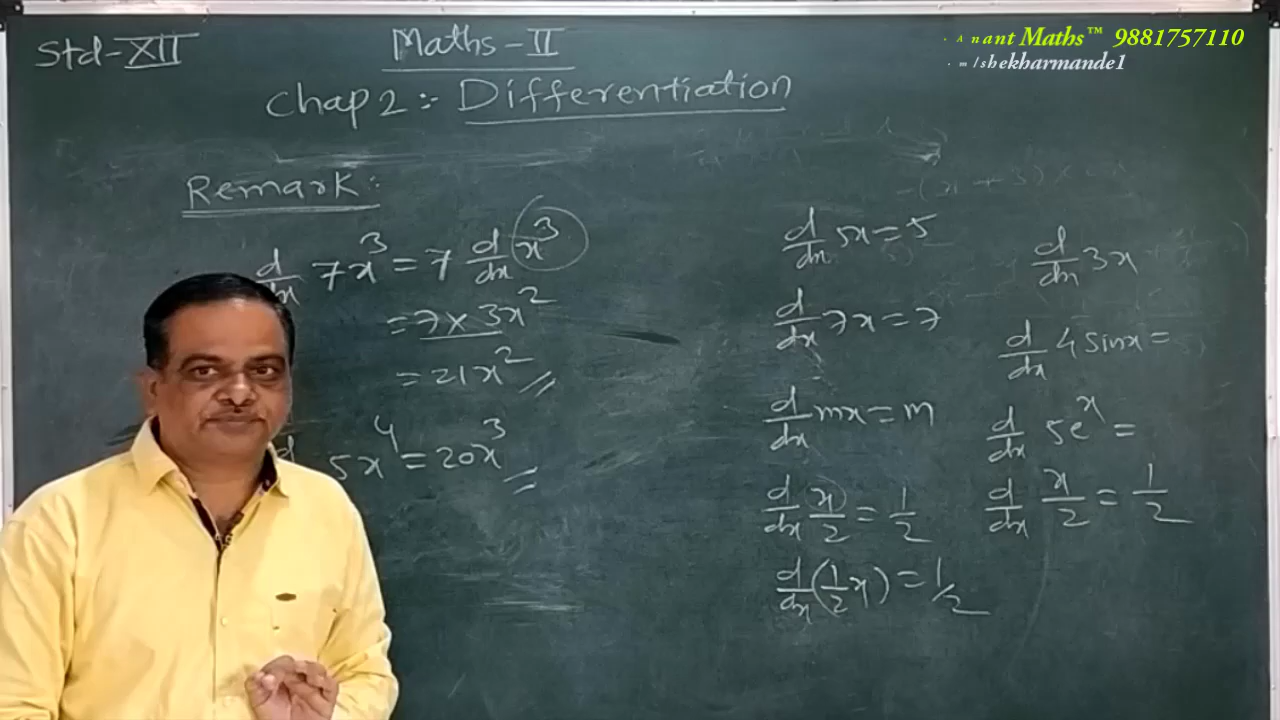 Std-XII
Maths-II
Anant Maths™ 9881757110
m/shekharmande1
Chap 2:- Differentiation
Remark:
d/dx 7x³ = 7 d/dx x³
= 7 × 3x²
= 21x²
5x⁴ = 20x³
d/dx 5x = 5
d/dx 7x = 7
d/dx mx = m
d/dx x/2 = 1/2
d/dx (1/2 x) = 1/2
d/dx 3x
d/dx 4 sinx =
d/dx 5eˣ =
d/dx x/2 = 1/2